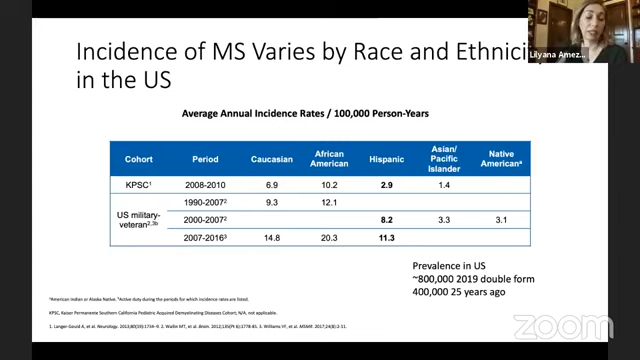 Lilyana Amez...
Incidence of MS Varies by Race and Ethnicity
in the US
Average Annual Incidence Rates / 100,000 Person-Years
Cohort Period Caucasian African American Hispanic Asian/ Pacific Islander Native Americanᵃ
KPSC¹ 2008-2010 6.9 10.2 2.9 1.4
US military-veteran²,³ᵇ
1990-2007² 9.3 12.1
2000-2007² 8.2 3.3 3.1
2007-2016³ 14.8 20.3 11.3
Prevalence in US
~800,000 2019 double form
400,000 25 years ago
ᵃAmerican Indian or Alaska Native. ᵇActive duty during the periods for which incidence rates are listed.
KPSC, Kaiser Permanente Southern California Pediatric Acquired Demyelinating Diseases Cohort; N/A, not applicable.
1. Langer-Gould A, et al. Neurology. 2013;80(19):1734-9. 2. Wallin MT, et al. Brain. 2012;135(Pt 6):1778-85. 3. Williams VF, et al. MSMR. 2017;24(8):2-11.
zoom